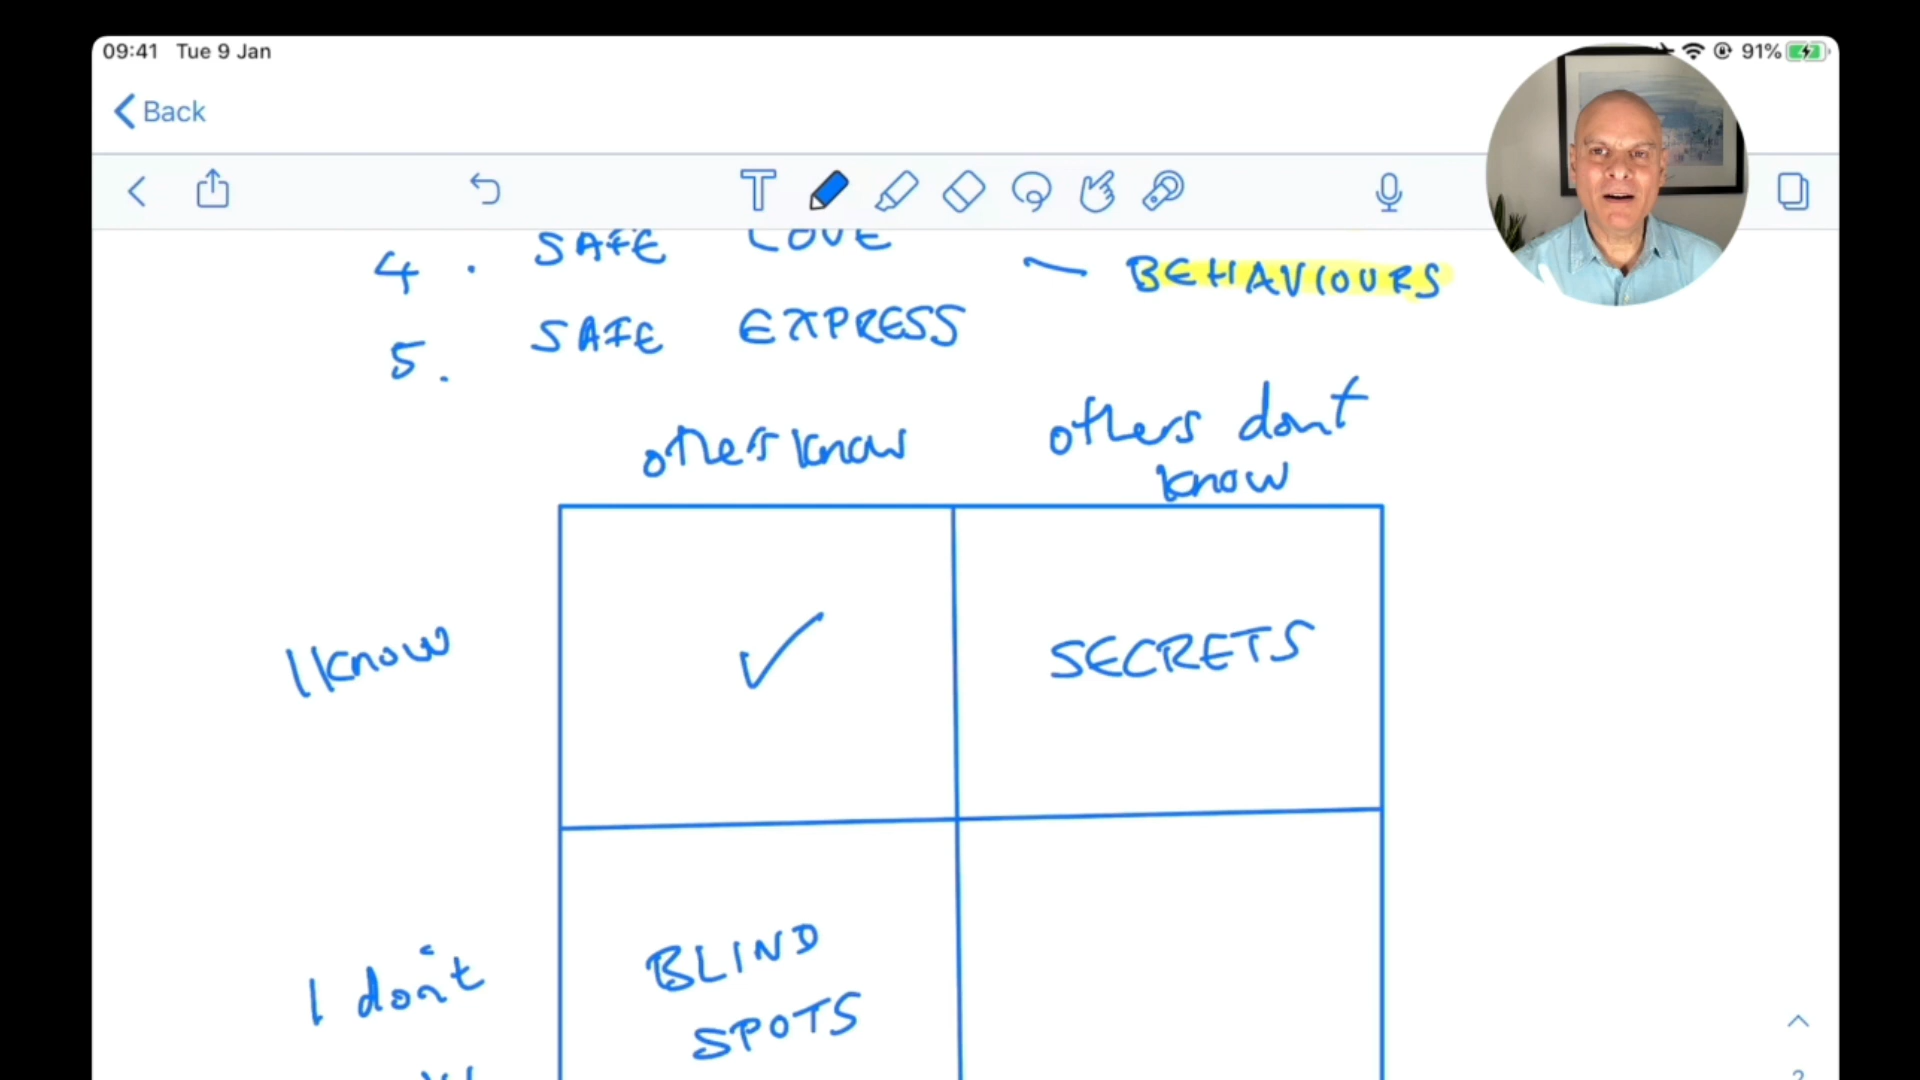 09:41 Tue 9 Jan
91%
Back
T
4. SAFE LOVE
— BEHAVIOURS
5. SAFE EXPRESS
others know
others dont
know
I know
✓
SECRETS
I don't
BLIND
SPOTS